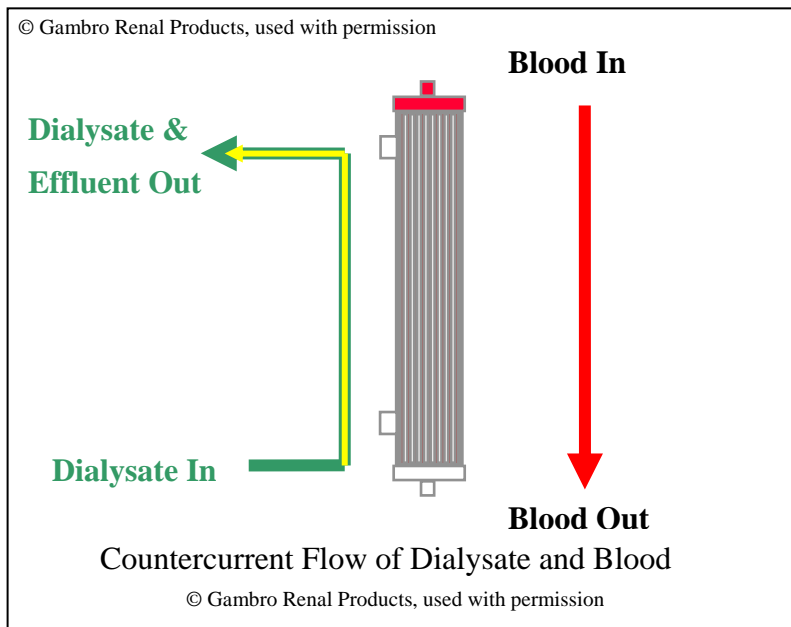 © Gambro Renal Products, used with permission
Blood In
Dialysate &
Effluent Out
Dialysate In
Blood Out
Countercurrent Flow of Dialysate and Blood
© Gambro Renal Products, used with permission